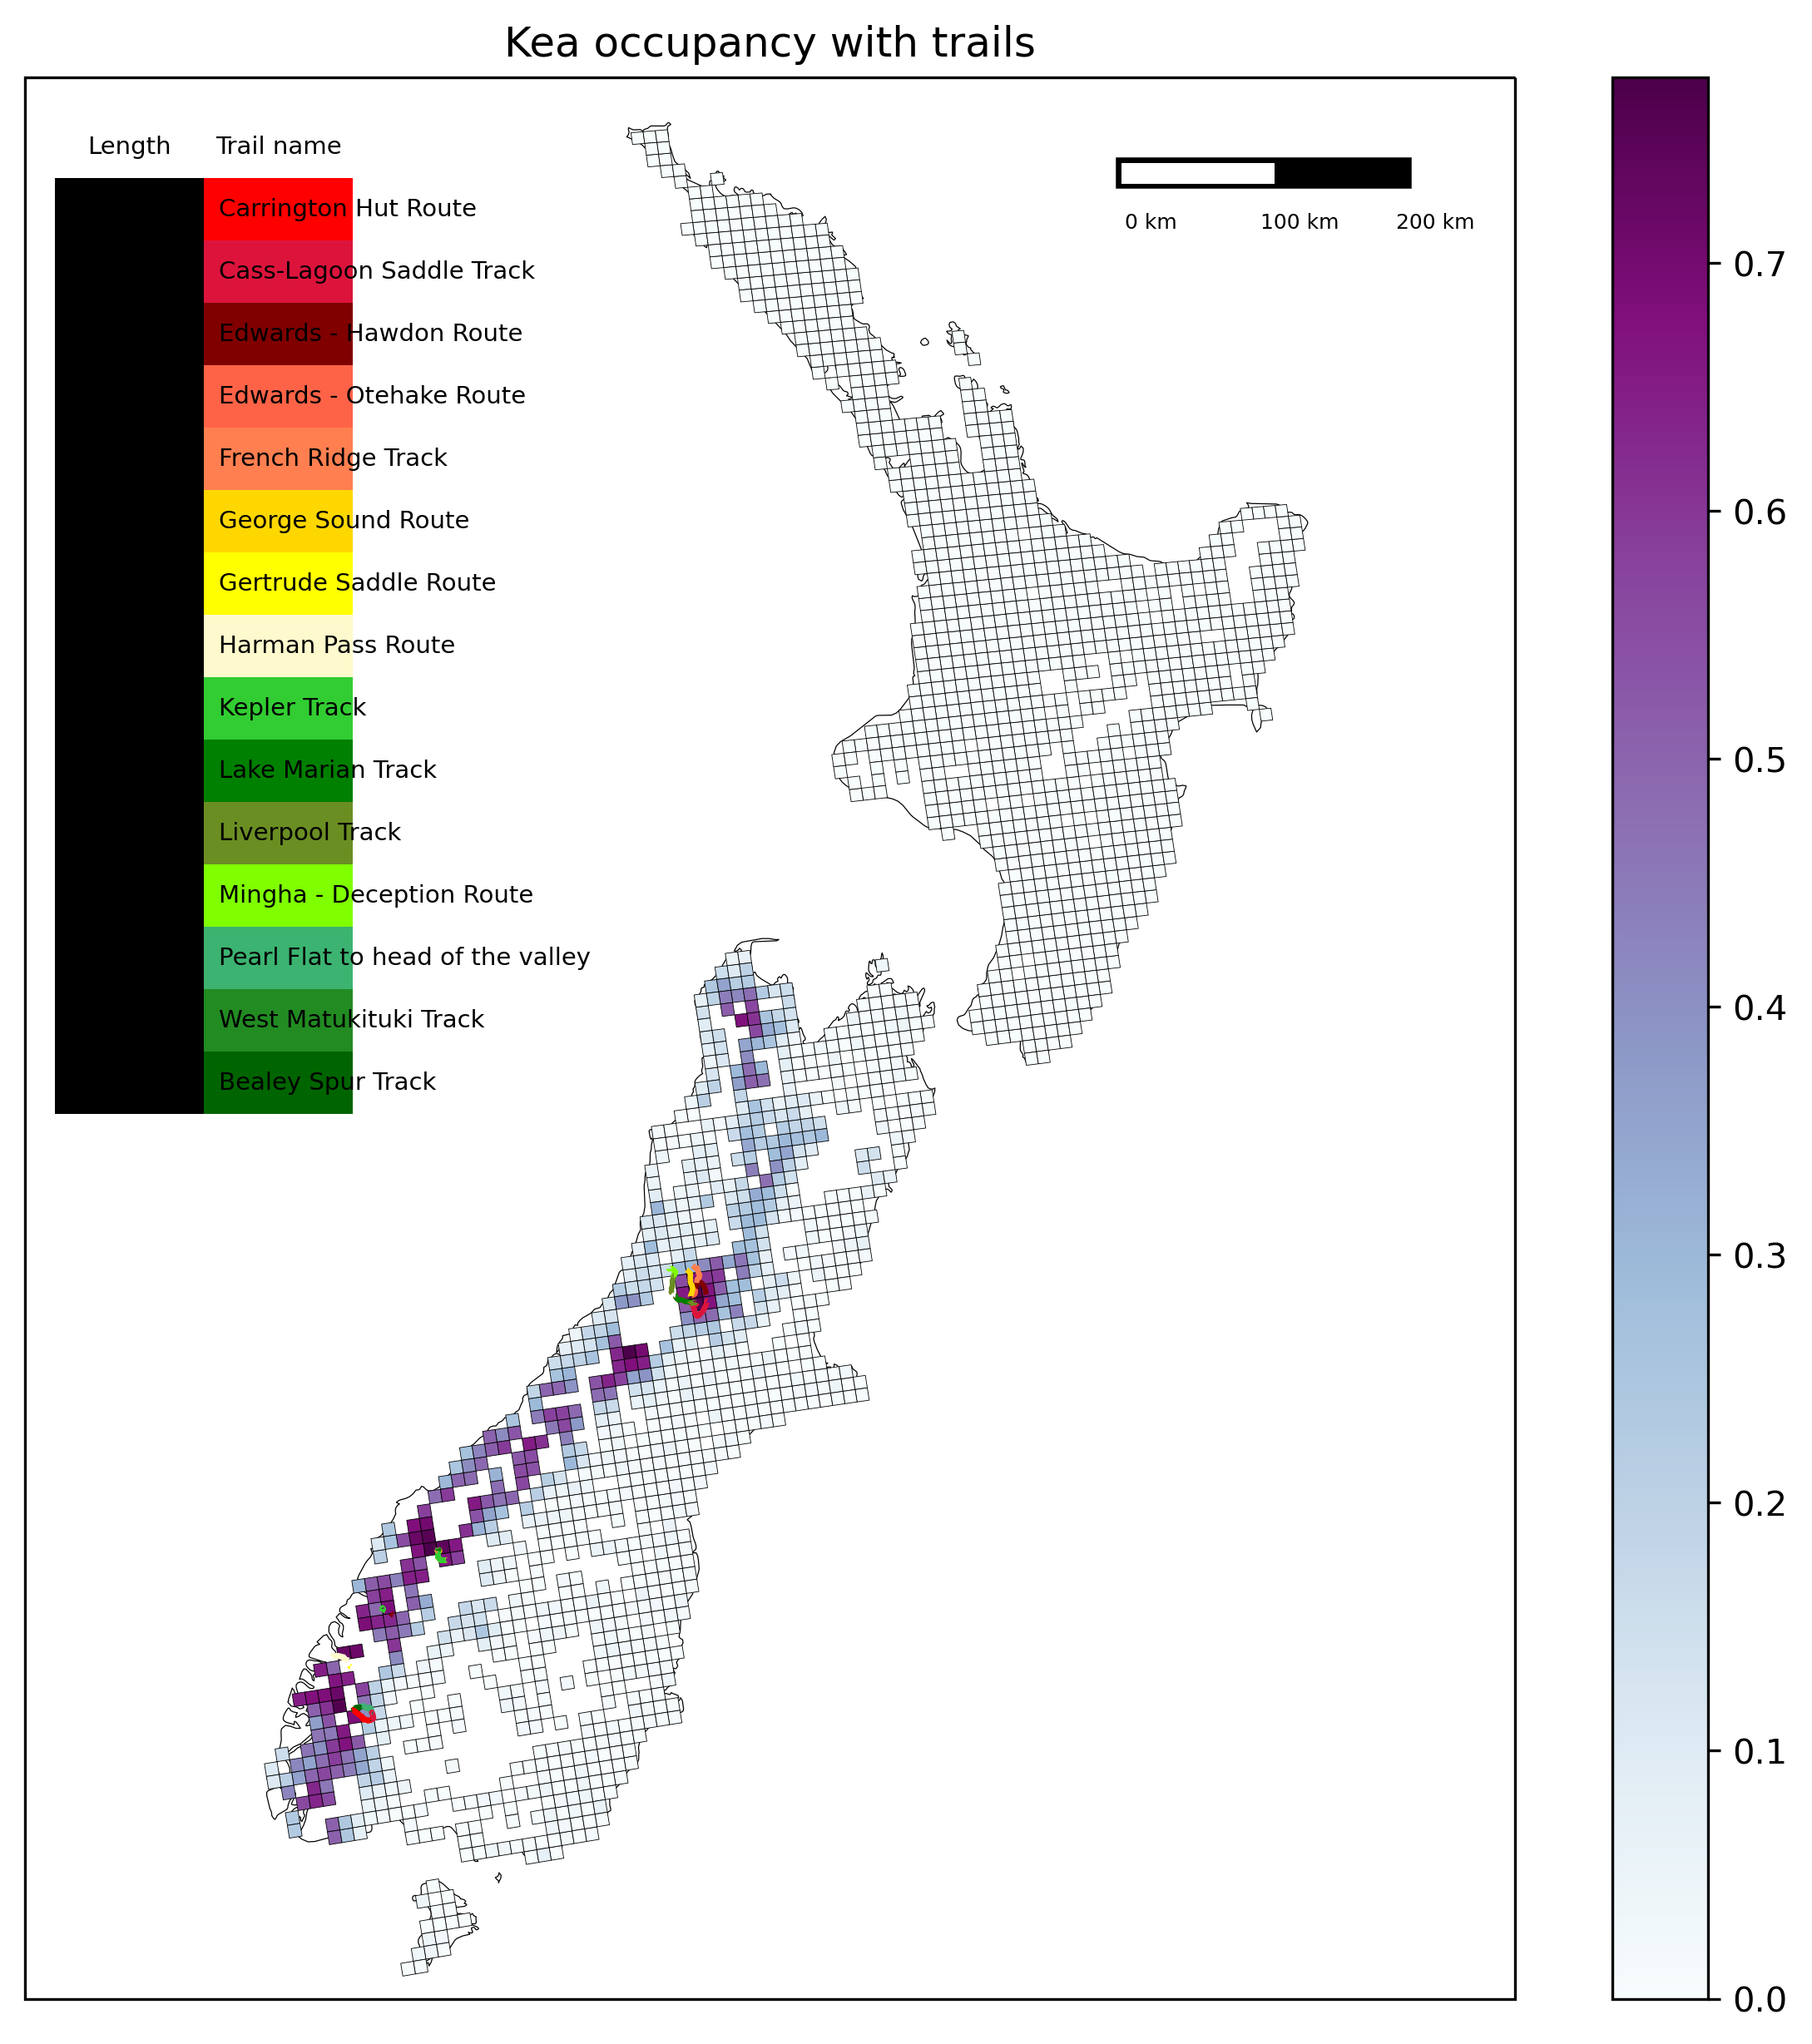 Kea occupancy with trails
Length Trail name
Carrington Hut Route
Cass-Lagoon Saddle Track
Edwards - Hawdon Route
Edwards - Otehake Route
French Ridge Track
George Sound Route
Gertrude Saddle Route
Harman Pass Route
Kepler Track
Lake Marian Track
Liverpool Track
Mingha - Deception Route
Pearl Flat to head of the valley
West Matukituki Track
Bealey Spur Track
0 km 100 km 200 km
0.7
0.6
0.5
0.4
0.3
0.2
0.1
0.0